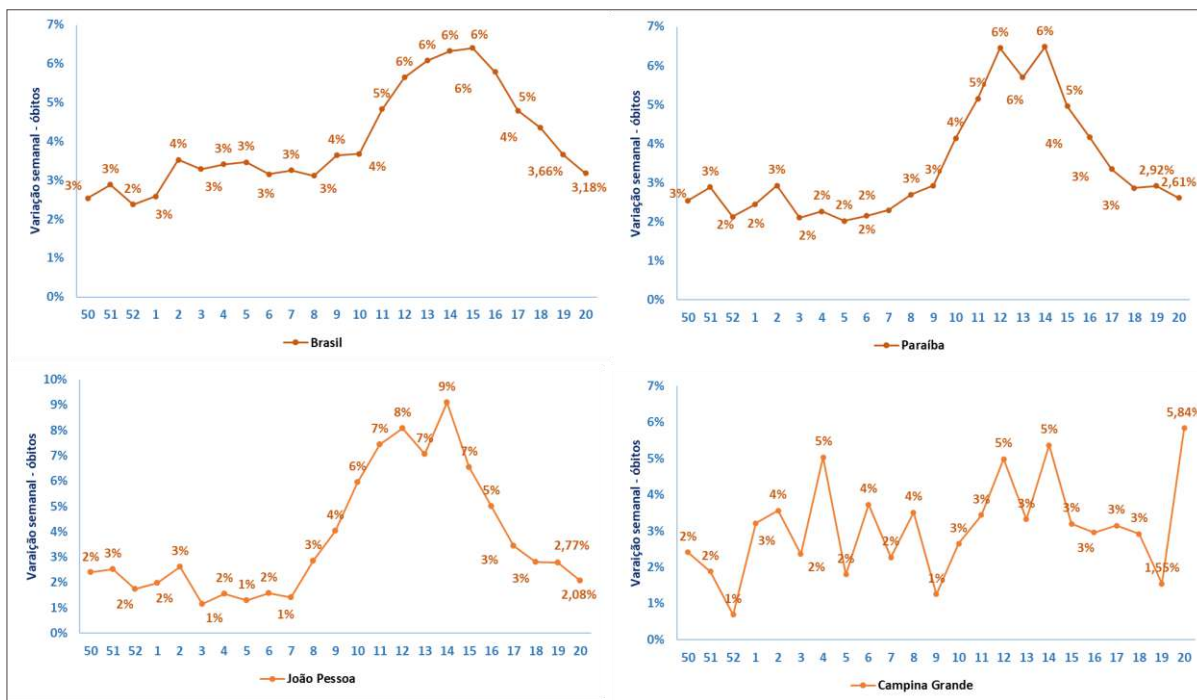 Variação semanal - óbitos
7%
6%
5%
4%
3%
2%
1%
0%
3% 3% 2% 3% 4% 3% 3% 3% 3% 3% 3% 4% 4% 5% 6% 6% 6% 6% 6% 5% 4% 3,66% 3,18%
50 51 52 1 2 3 4 5 6 7 8 9 10 11 12 13 14 15 16 17 18 19 20
Brasil
Variação semanal - óbitos
7%
6%
5%
4%
3%
2%
1%
0%
3% 3% 2% 2% 3% 2% 2% 2% 2% 2% 3% 3% 4% 5% 6% 6% 6% 5% 4% 3% 3% 2,92% 2,61%
50 51 52 1 2 3 4 5 6 7 8 9 10 11 12 13 14 15 16 17 18 19 20
Paraíba
Varaição semanal - óbitos
10%
9%
8%
7%
6%
5%
4%
3%
2%
1%
0%
2% 3% 2% 2% 3% 1% 2% 1% 2% 1% 3% 4% 6% 7% 8% 7% 9% 7% 5% 3% 3% 2,77% 2,08%
50 51 52 1 2 3 4 5 6 7 8 9 10 11 12 13 14 15 16 17 18 19 20
João Pessoa
Varaição semanal - óbitos
7%
6%
5%
4%
3%
2%
1%
0%
2% 2% 1% 3% 4% 2% 5% 2% 4% 2% 4% 1% 3% 3% 5% 3% 5% 3% 3% 3% 3% 1,55% 5,84%
50 51 52 1 2 3 4 5 6 7 8 9 10 11 12 13 14 15 16 17 18 19 20
Campina Grande